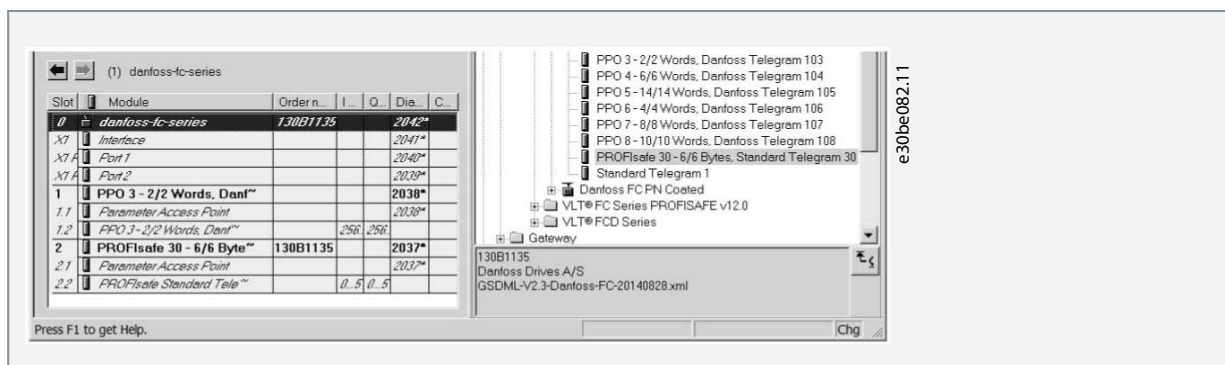 (1) danfoss-fc-series
Slot Module Order n... I... Q... Dia... C...
0 danfoss-fc-series 130B1135 2042*
X1 Interface 2041*
X1 P Port 1 2040*
X1 P Port 2 2039*
1 PPO 3 - 2/2 Words, Danf~ 2038*
1.1 Parameter Access Point 2038*
1.2 PPO 3 - 2/2 Words, Danf~ 256. 256.
2 PROFIsafe 30 - 6/6 Byte~ 130B1135 2037*
2.1 Parameter Access Point 2037*
2.2 PROFIsafe Standard Tele~ 0...5 0...5
PPO 3 - 2/2 Words, Danfoss Telegram 103
PPO 4 - 6/6 Words, Danfoss Telegram 104
PPO 5 - 14/14 Words, Danfoss Telegram 105
PPO 6 - 4/4 Words, Danfoss Telegram 106
PPO 7 - 8/8 Words, Danfoss Telegram 107
PPO 8 - 10/10 Words, Danfoss Telegram 108
PROFIsafe 30 - 6/6 Bytes, Standard Telegram 30
Standard Telegram 1
Danfoss FC PN Coated
VLT® FC Series PROFISAFE v12.0
VLT® FCD Series
Gateway
130B1135
Danfoss Drives A/S
GSDML-V2.3-Danfoss-FC-20140828.xml
Press F1 to get Help.
Chg
e30be082.11